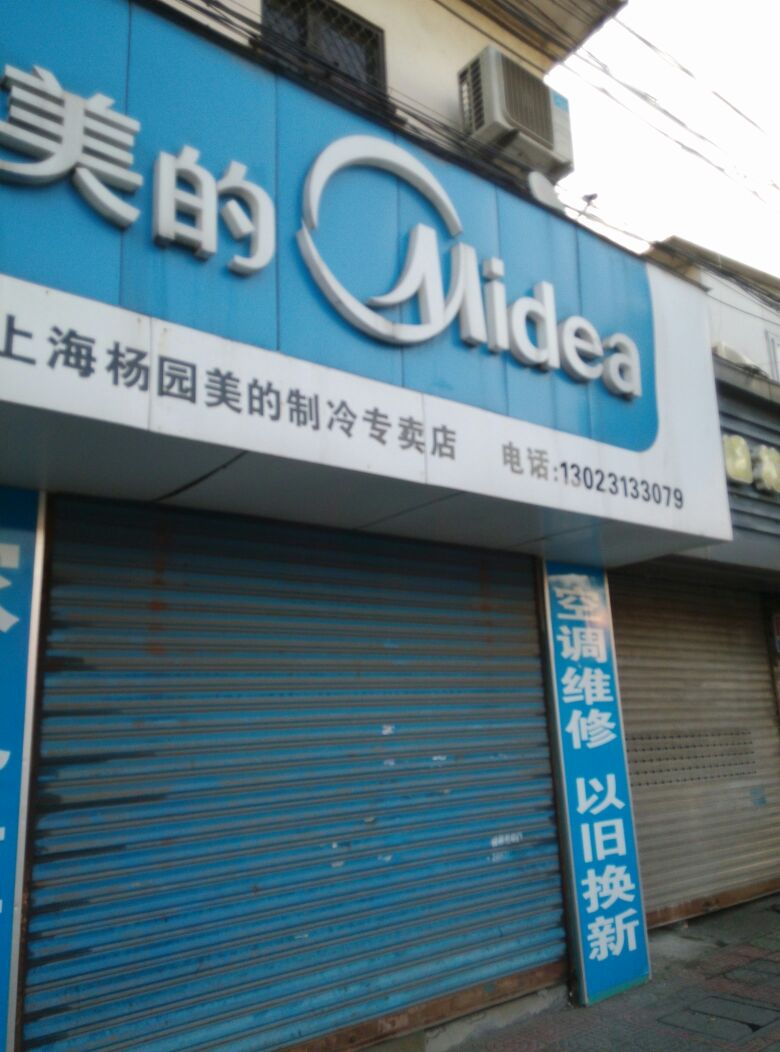 美的 Midea
上海杨园美的制冷专卖店 电话:13023133079
空调维修 以旧换新